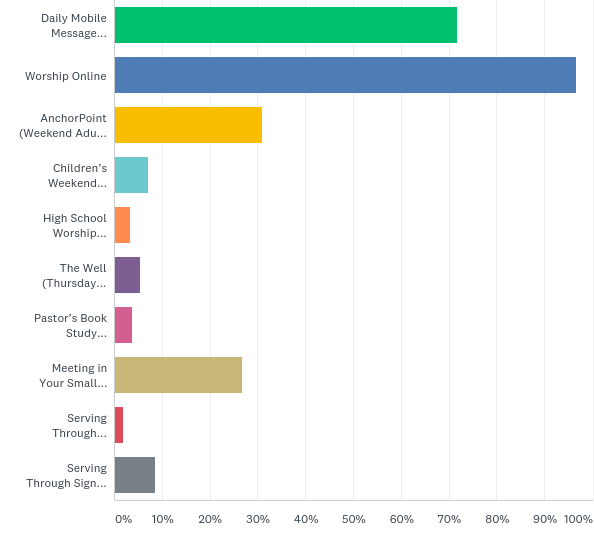 Daily Mobile
Message...
Worship Online
AnchorPoint
(Weekend Adu...
Children's
Weekend...
High School
Worship...
The Well
(Thursday...
Pastor's Book
Study...
Meeting in
Your Small...
Serving
Through...
Serving
Through Sign...
0% 10% 20% 30% 40% 50% 60% 70% 80% 90% 100%